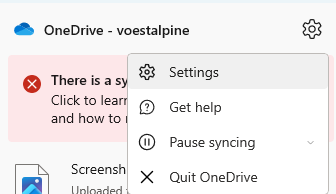 OneDrive - voestalpine
There is a sy
Click to learn
and how to r
Settings
Get help
Pause syncing
Quit OneDrive
Screensh
Uploaded